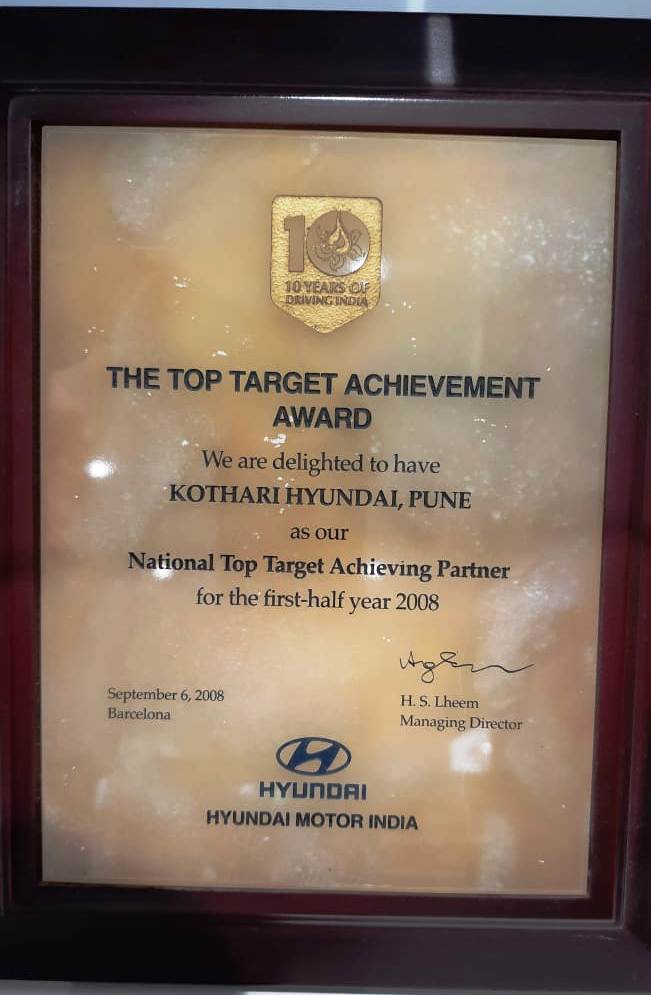 10
10 YEARS OF
DRIVING INDIA
THE TOP TARGET ACHIEVEMENT
AWARD
We are delighted to have
KOTHARI HYUNDAI, PUNE
as our
National Top Target Achieving Partner
for the first-half year 2008
September 6, 2008
Barcelona
H. S. Lheem
Managing Director
HYUNDAI
HYUNDAI MOTOR INDIA